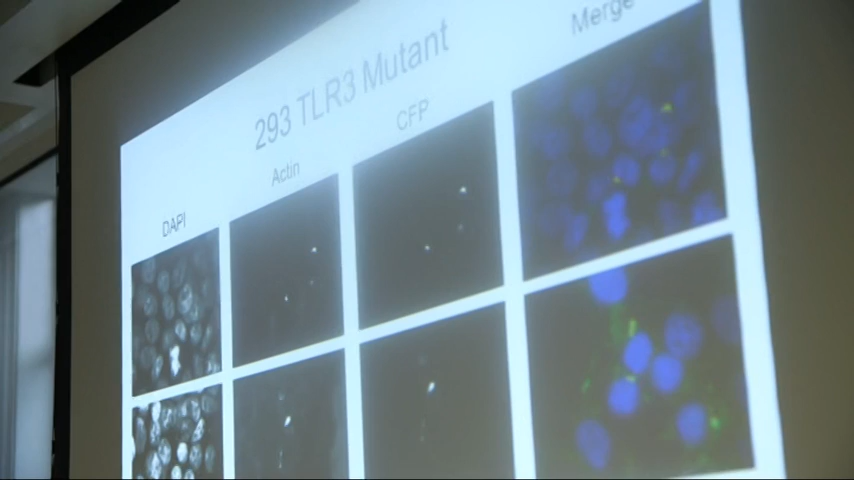 293 TLR3 Mutant
DAPI
Actin
CFP
Merge